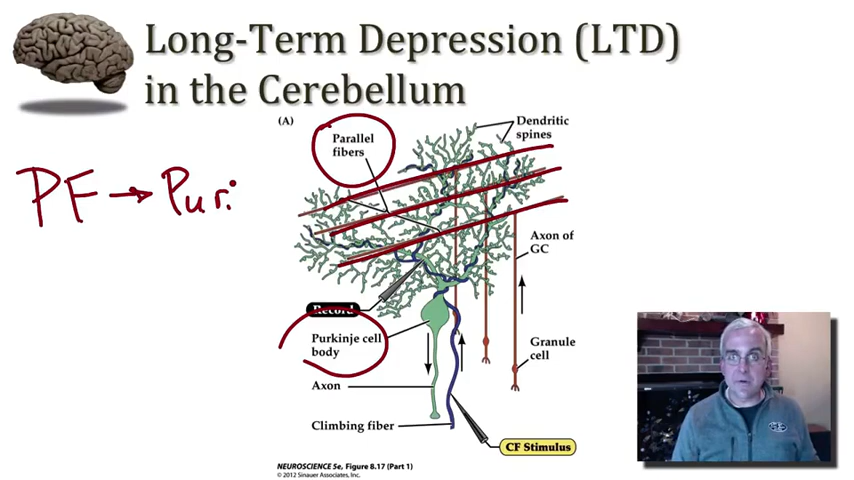 Long-Term Depression (LTD)
in the Cerebellum
(A)
Dendritic
spines
Parallel
fibers
PF → Puri
Axon of
GC
Record
Purkinje cell
body
Granule
cell
Axon
Climbing fiber
CF Stimulus
NEUROSCIENCE 5e, Figure 8.17 (Part 1)
© 2012 Sinauer Associates, Inc.